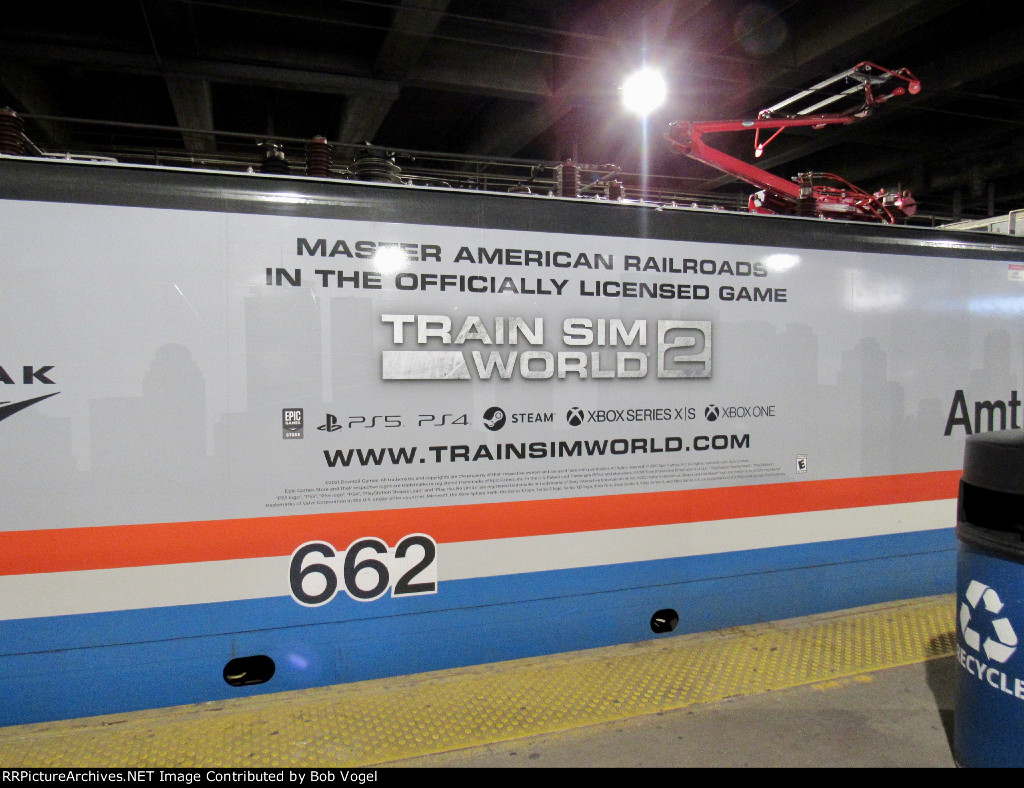 MASTER AMERICAN RAILROADS
IN THE OFFICIALLY LICENSED GAME
TRAIN SIM
WORLD 2
EPIC
GAMES
STORE
PS5 PS4 STEAM XBOX SERIES X|S XBOX ONE
WWW.TRAINSIMWORLD.COM
E
AK
Amt
662
RECYCLE
RRPictureArchives.NET Image Contributed by Bob Vogel